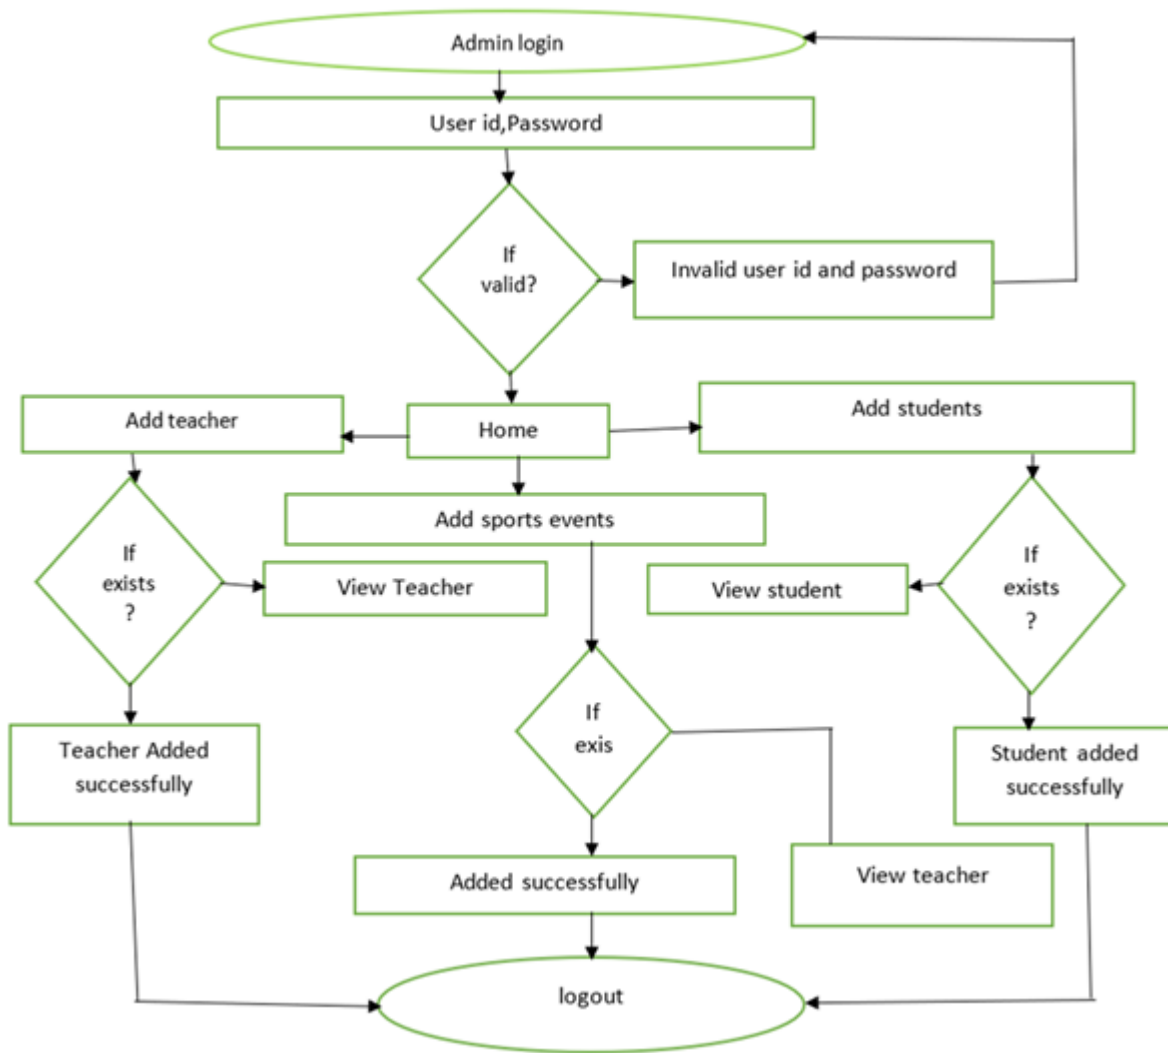 Admin login
User id,Password
If
valid?
Invalid user id and password
Add teacher
Home
Add students
Add sports events
If
exists
?
View Teacher
View student
If
exists
?
If
exis
Teacher Added
successfully
Student added
successfully
Added successfully
View teacher
logout